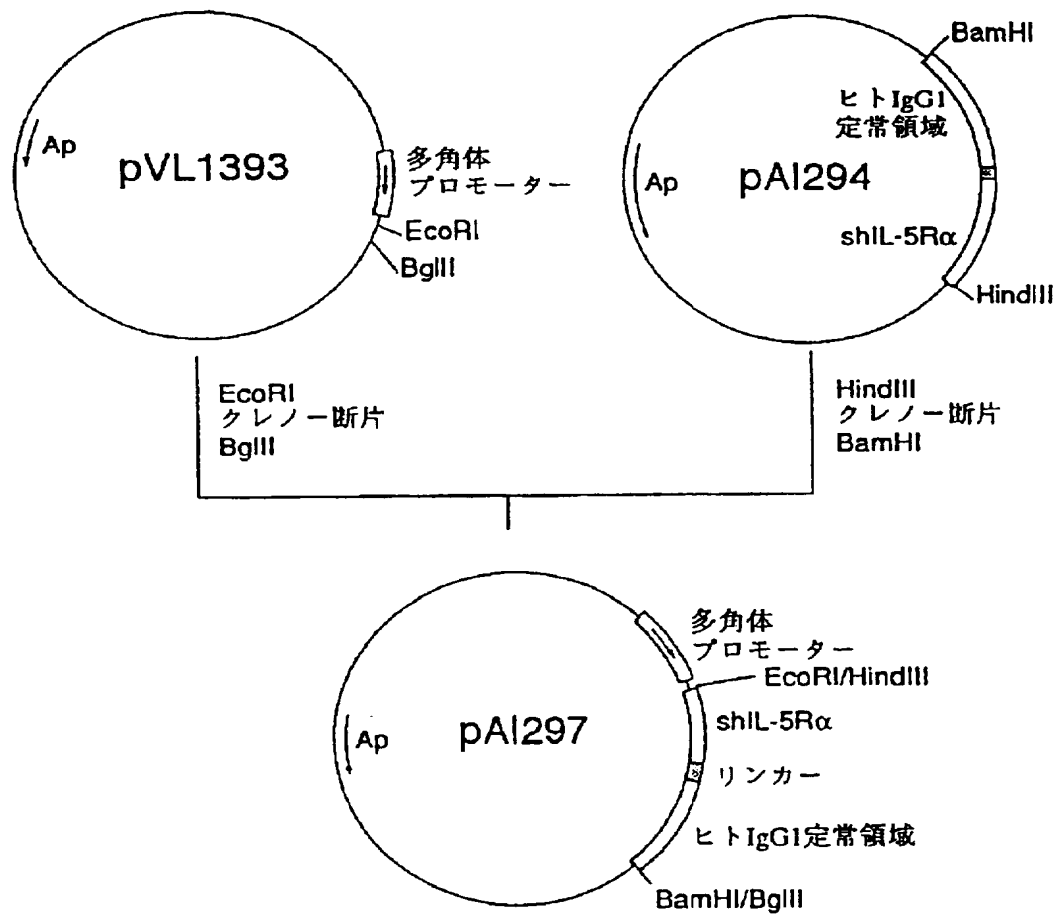 Ap
pVL1393
多角体
プロモーター
EcoRI
BglII
BamHI
ヒトIgG1
定常領域
Ap
pAI294
shIL-5Rα
HindIII
EcoRI
クレノー断片
BglII
HindIII
クレノー断片
BamHI
多角体
プロモーター
EcoRI/HindIII
Ap
pAI297
shIL-5Rα
リンカー
ヒトIgG1定常領域
BamHI/BglII